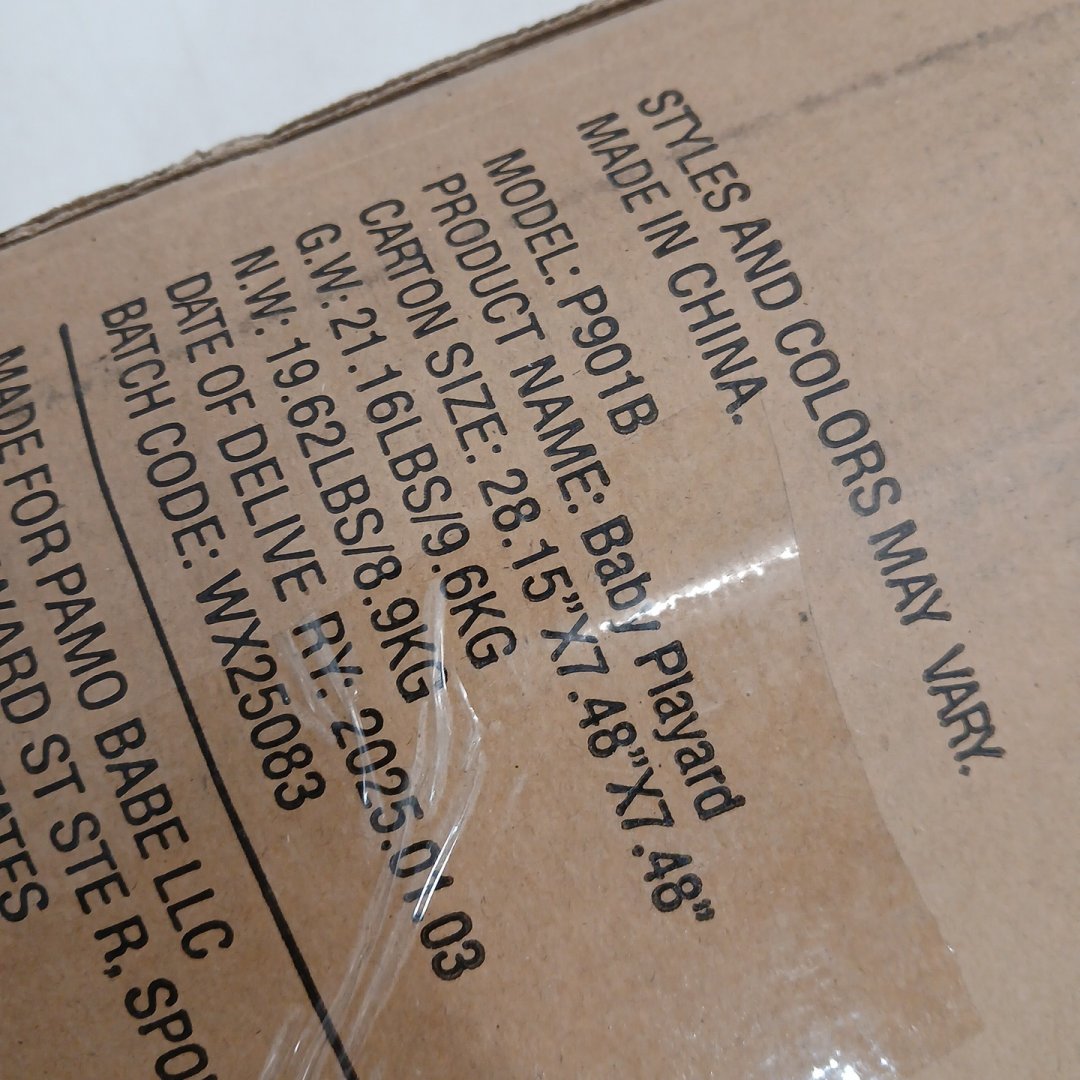 STYLES AND COLORS MAY VARY.
MADE IN CHINA.
MODEL: P901B
PRODUCT NAME: Baby Playard
CARTON SIZE: 28.15”X7.48”X7.48”
G.W: 21.16LBS/9.6KG
N.W: 19.62LBS/8.9KG
DATE OF DELIVE RY: 2025.01.03
BATCH CODE: WX25083
MADE FOR PAMO BABE LLC
ST STE R, SPO